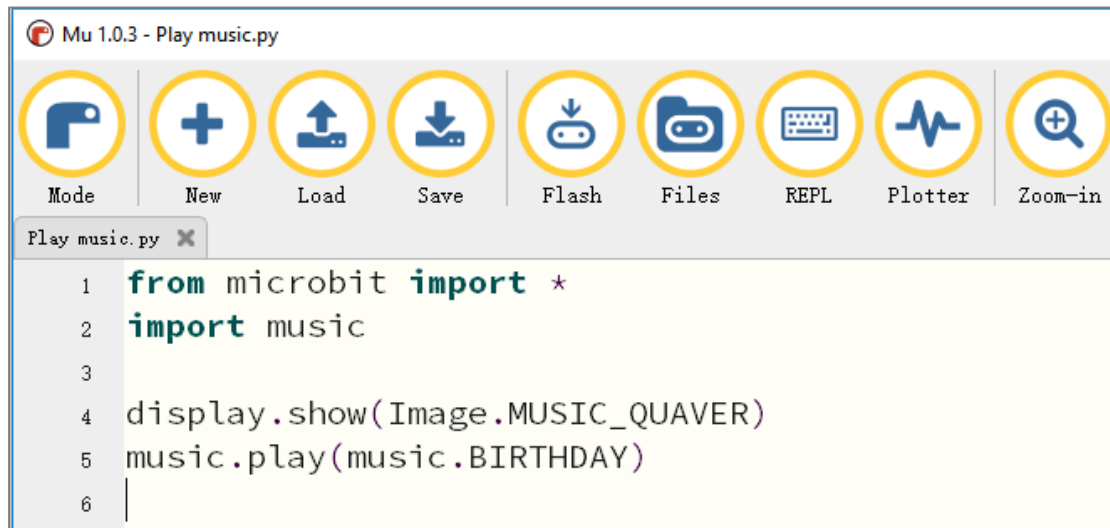 Mu 1.0.3 - Play music.py
Mode New Load Save Flash Files REPL Plotter Zoom-in
Play music.py
1 from microbit import *
2 import music
3
4 display.show(Image.MUSIC_QUAVER)
5 music.play(music.BIRTHDAY)
6